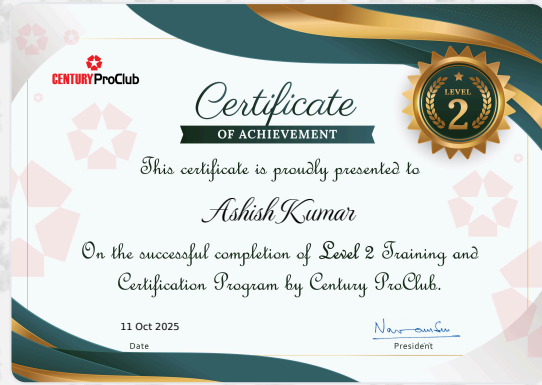 CENTURY ProClub
Certificate
OF ACHIEVEMENT
LEVEL
2
This certificate is proudly presented to
Ashish Kumar
On the successful completion of Level 2 Training and
Certification Program by Century ProClub.
11 Oct 2025
Date
President